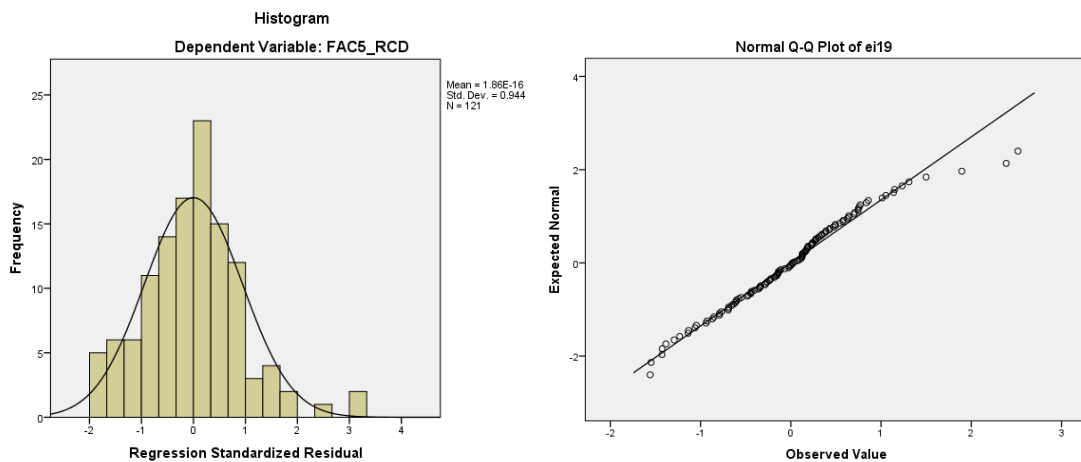 Histogram
Dependent Variable: FAC5_RCD
Mean = 1.86E-16
Std. Dev. = 0.944
N = 121
Frequency
25
20
15
10
5
0
-2
-1
0
1
2
3
4
Regression Standardized Residual
Normal Q-Q Plot of ei19
Expected Normal
4
2
0
-2
-2
-1
0
1
2
3
Observed Value